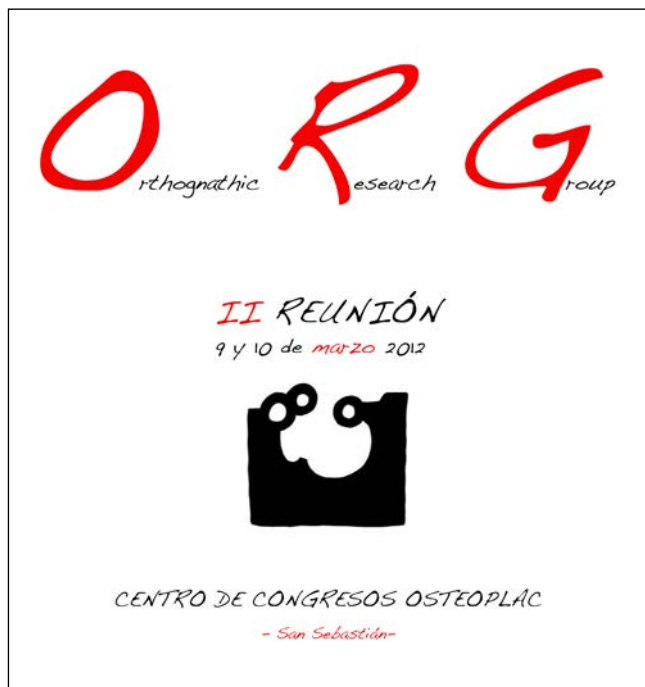 Orthognathic Research Group
II REUNIÓN
9 y 10 de marzo 2012
CENTRO DE CONGRESOS OSTEOPLAC
- San Sebastián-